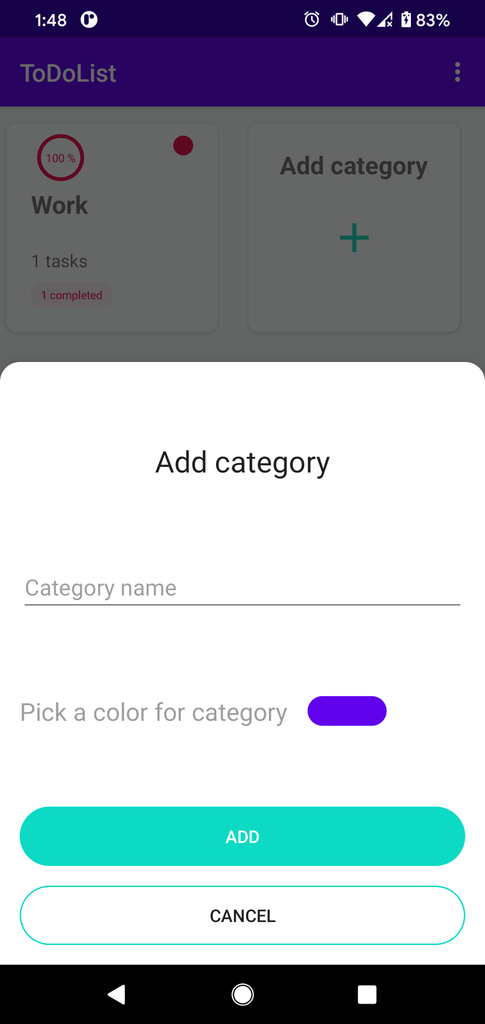 1:48
83%
ToDoList
100 %
Work
1 tasks
1 completed
Add category
Add category
Category name
Pick a color for category
ADD
CANCEL